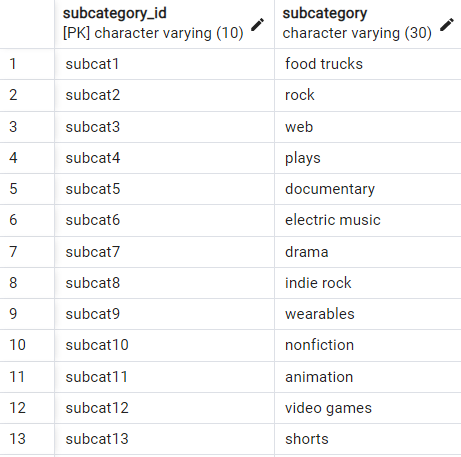 subcategory_id subcategory
[PK] character varying (10) character varying (30)
1 subcat1 food trucks
2 subcat2 rock
3 subcat3 web
4 subcat4 plays
5 subcat5 documentary
6 subcat6 electric music
7 subcat7 drama
8 subcat8 indie rock
9 subcat9 wearables
10 subcat10 nonfiction
11 subcat11 animation
12 subcat12 video games
13 subcat13 shorts